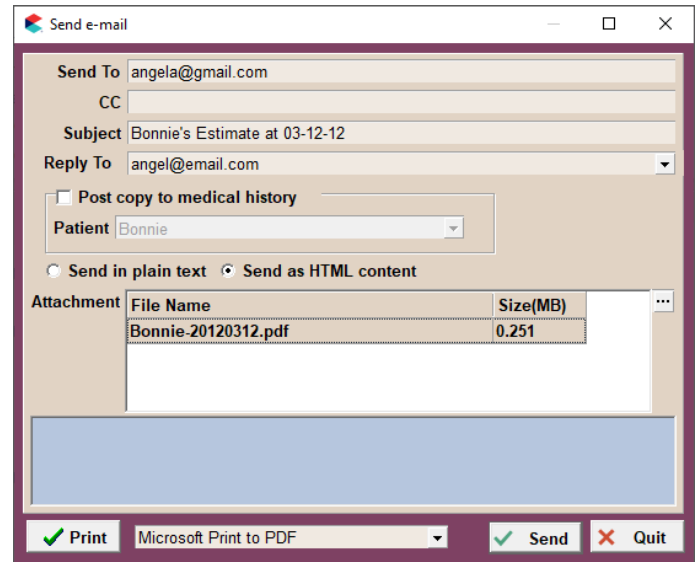 Send e-mail
Send To angela@gmail.com
CC
Subject Bonnie's Estimate at 03-12-12
Reply To angel@email.com
Post copy to medical history
Patient Bonnie
Send in plain text Send as HTML content
Attachment File Name Size(MB) ...
Bonnie-20120312.pdf 0.251
Print Microsoft Print to PDF Send Quit